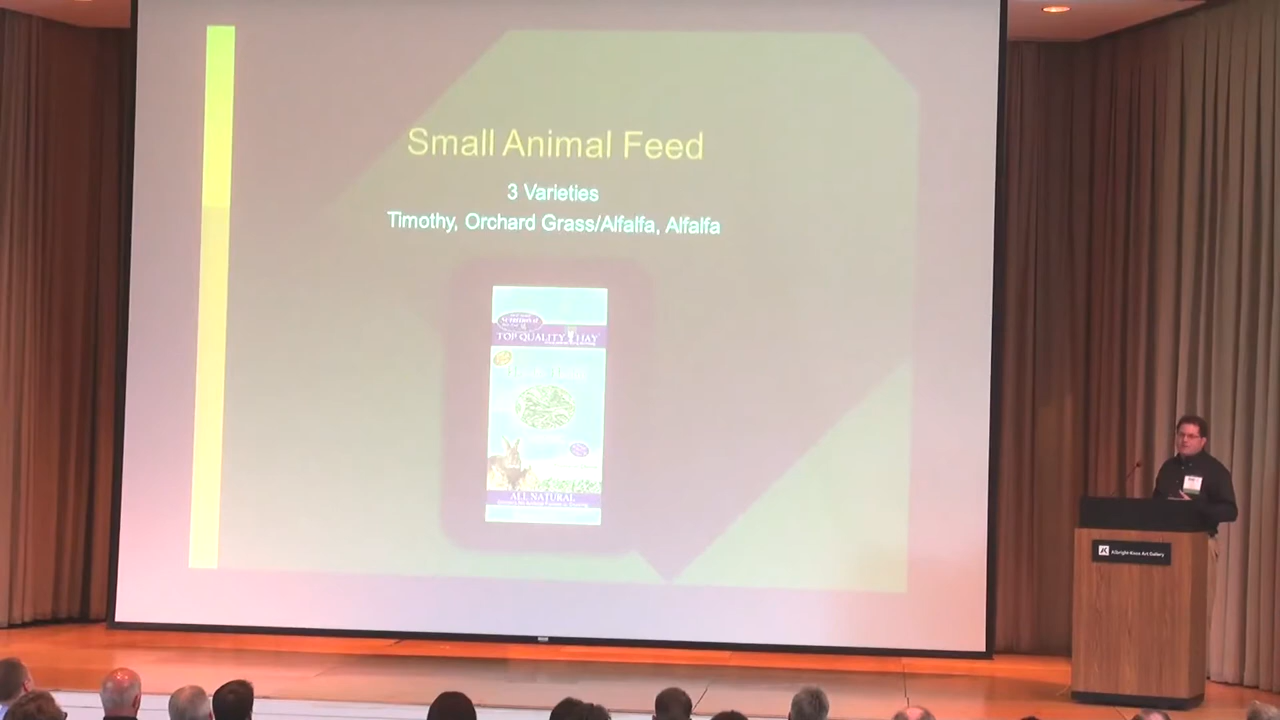 Small Animal Feed
3 Varieties
Timothy, Orchard Grass/Alfalfa, Alfalfa
TOP QUALITY HAY
ALL NATURAL
Albright-Knox Art Gallery